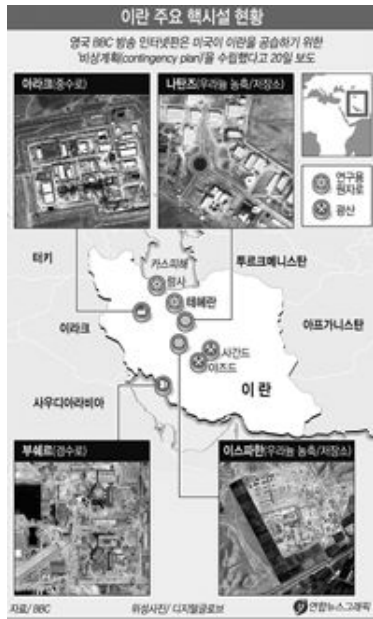 이란 주요 핵시설 현황
영국 BBC 방송 인터넷판은 미국이 이란을 공습하기 위한
'비상계획(contingency plan)'을 수립했다고 20일 보도
아라크(중수로)
나탄즈(우라늄 농축/저장소)
연구용
원자로
광산
터키
카스피해
투르크메니스탄
람사
테헤란
이라크
아프가니스탄
사간드
야즈드
이란
사우디아라비아
부쉐르(경수로)
이스파한(우라늄 농축/저장소)
자료/ BBC
위성사진/ 디지털글로브
연합뉴스그래픽